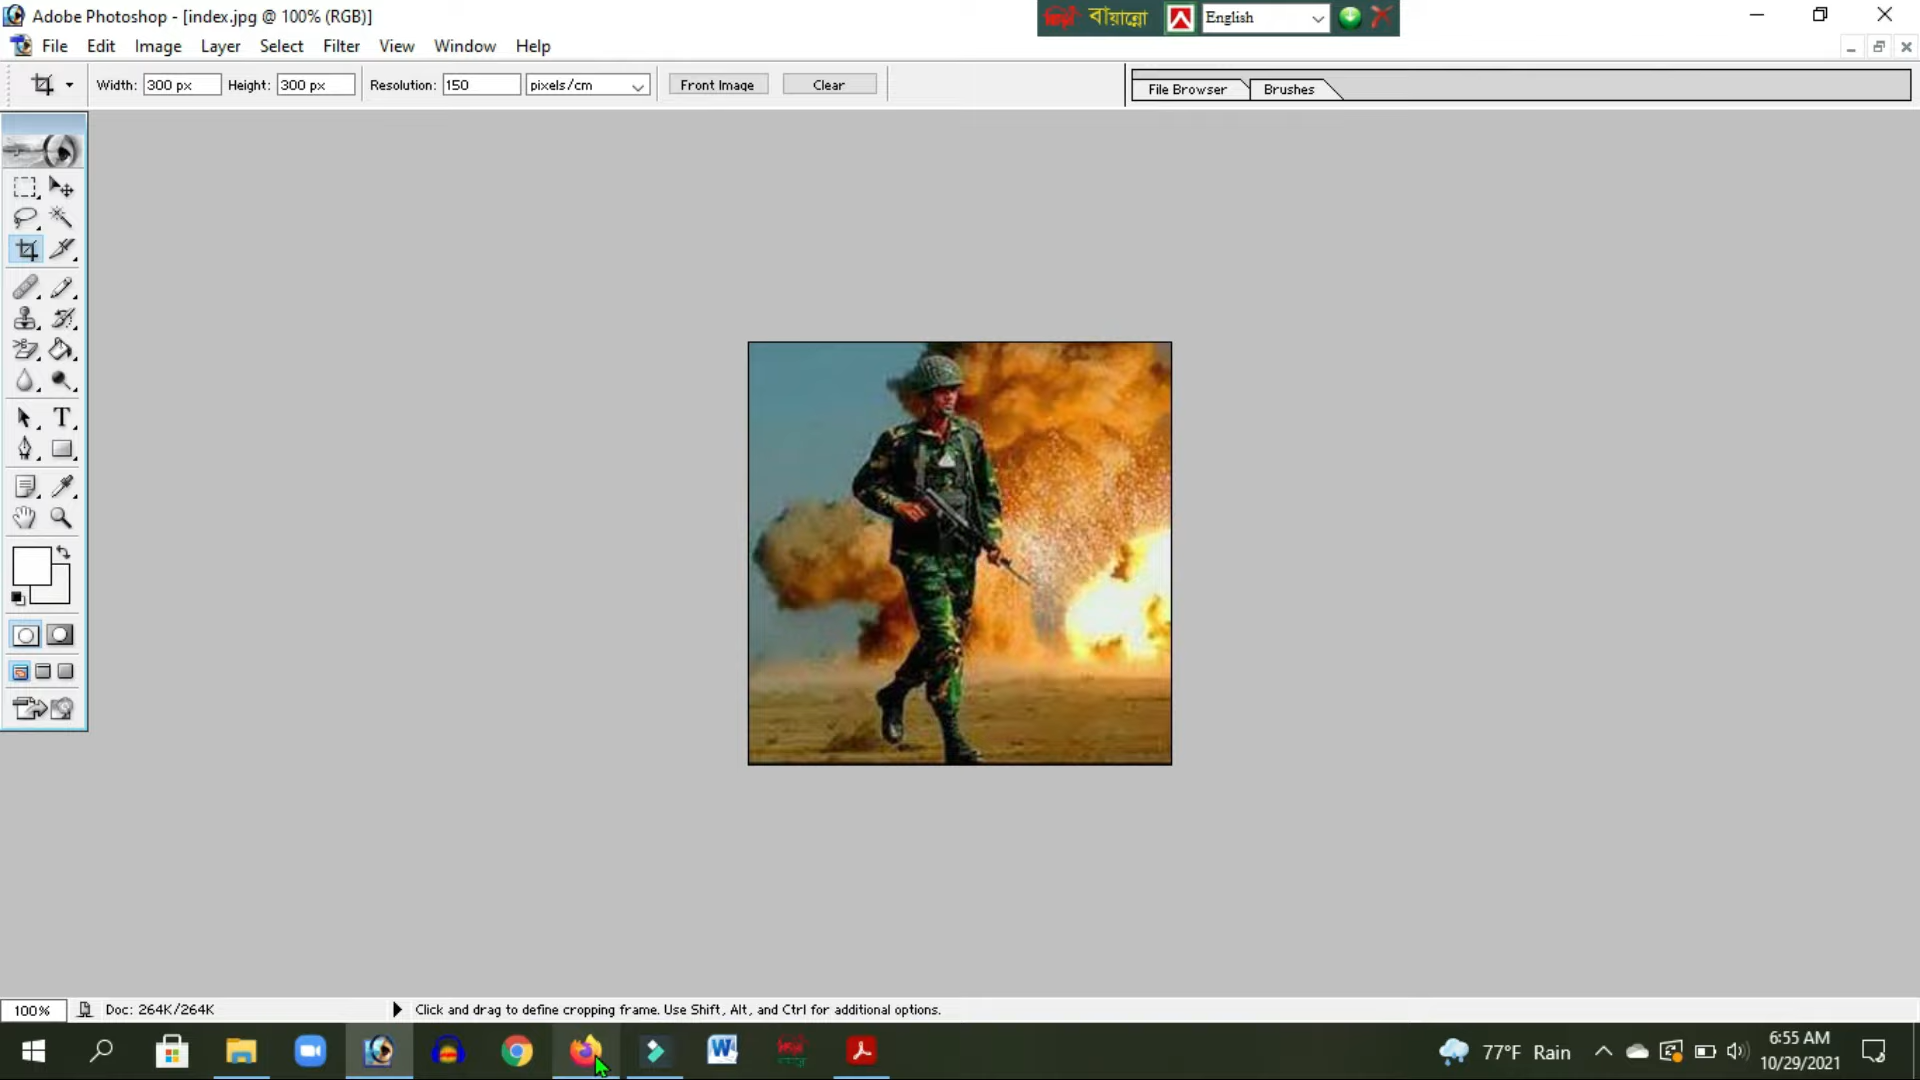 Adobe Photoshop - [index.jpg @ 100% (RGB)]
বায়ান্নো
English
File Edit Image Layer Select Filter View Window Help
Width: 300 px Height: 300 px Resolution: 150 pixels/cm Front Image Clear
File Browser Brushes
T
100% Doc: 264K/264K Click and drag to define cropping frame. Use Shift, Alt, and Ctrl for additional options.
W
77°F Rain
6:55 AM
10/29/2021